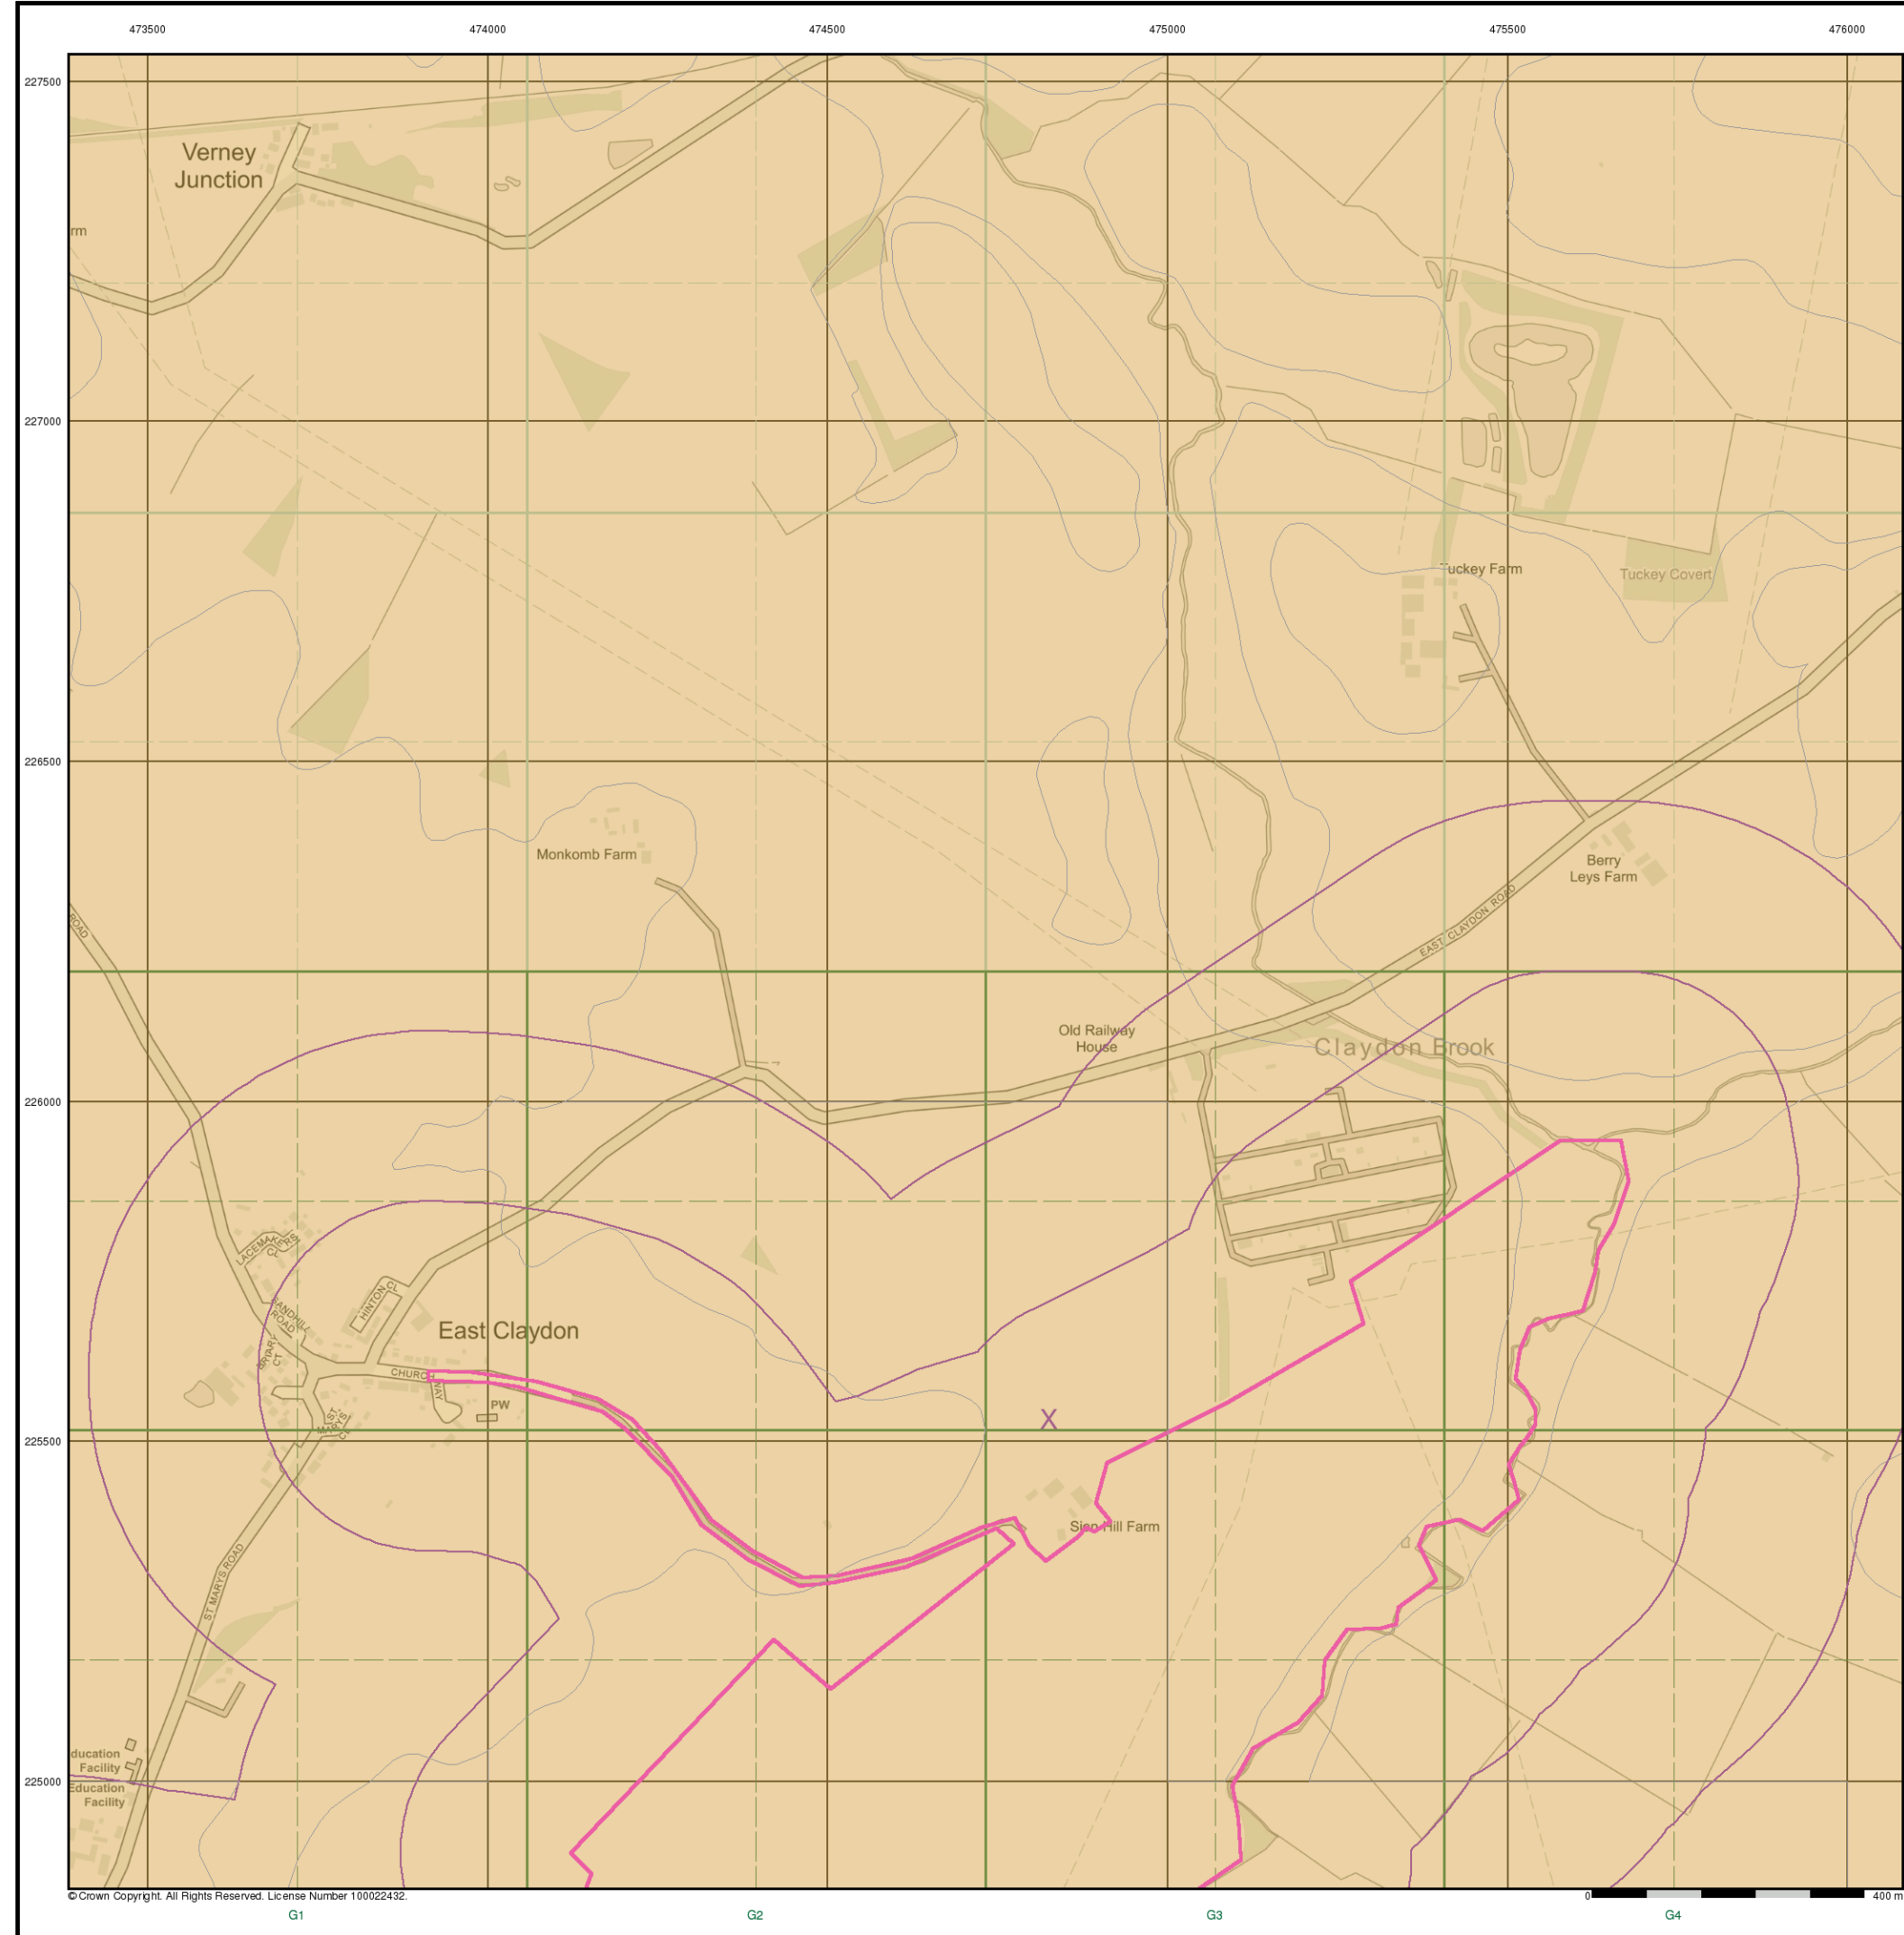 473500
474000
474500
475000
475500
476000
227500
227000
226500
226000
225500
225000
Verney
Junction
rm
Tuckey Farm
Tuckey Covert
Monkomb Farm
Berry
Leys Farm
EAST CLAYDON ROAD
ROAD
Old Railway
House
Claydon Brook
HINTON CL
SANDHILL
ROAD
BRIARY
CT
East Claydon
CHURCH
WAY
PW
ST.
CL
X
Sion Hill Farm
ST MARYS ROAD
ducation
Facility
Education
Facility
© Crown Copyright. All Rights Reserved. License Number 100022432.
0
400 m
G1
G2
G3
G4